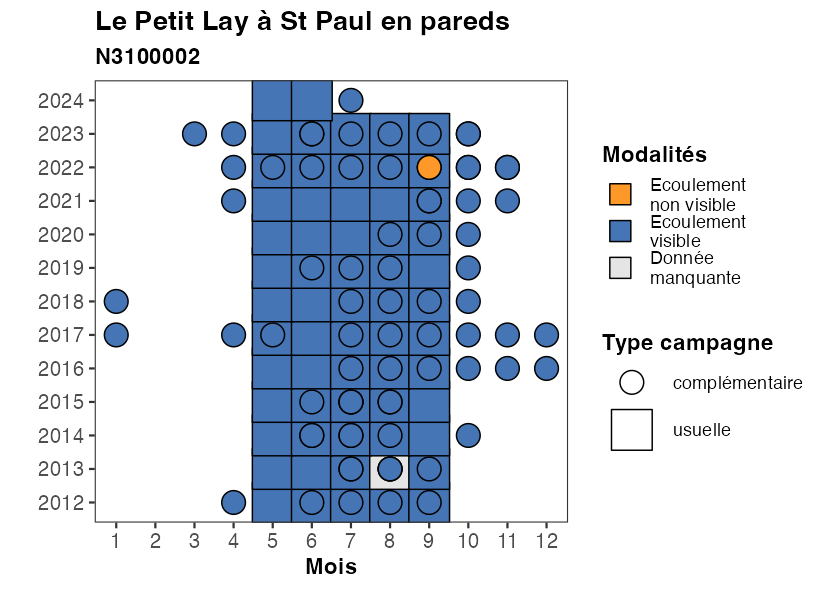 Le Petit Lay à St Paul en pareds
N3100002
2024
2023
2022
2021
2020
2019
2018
2017
2016
2015
2014
2013
2012
1 2 3 4 5 6 7 8 9 10 11 12
Mois
Modalités
Ecoulement
non visible
Ecoulement
visible
Donnée
manquante
Type campagne
complémentaire
usuelle